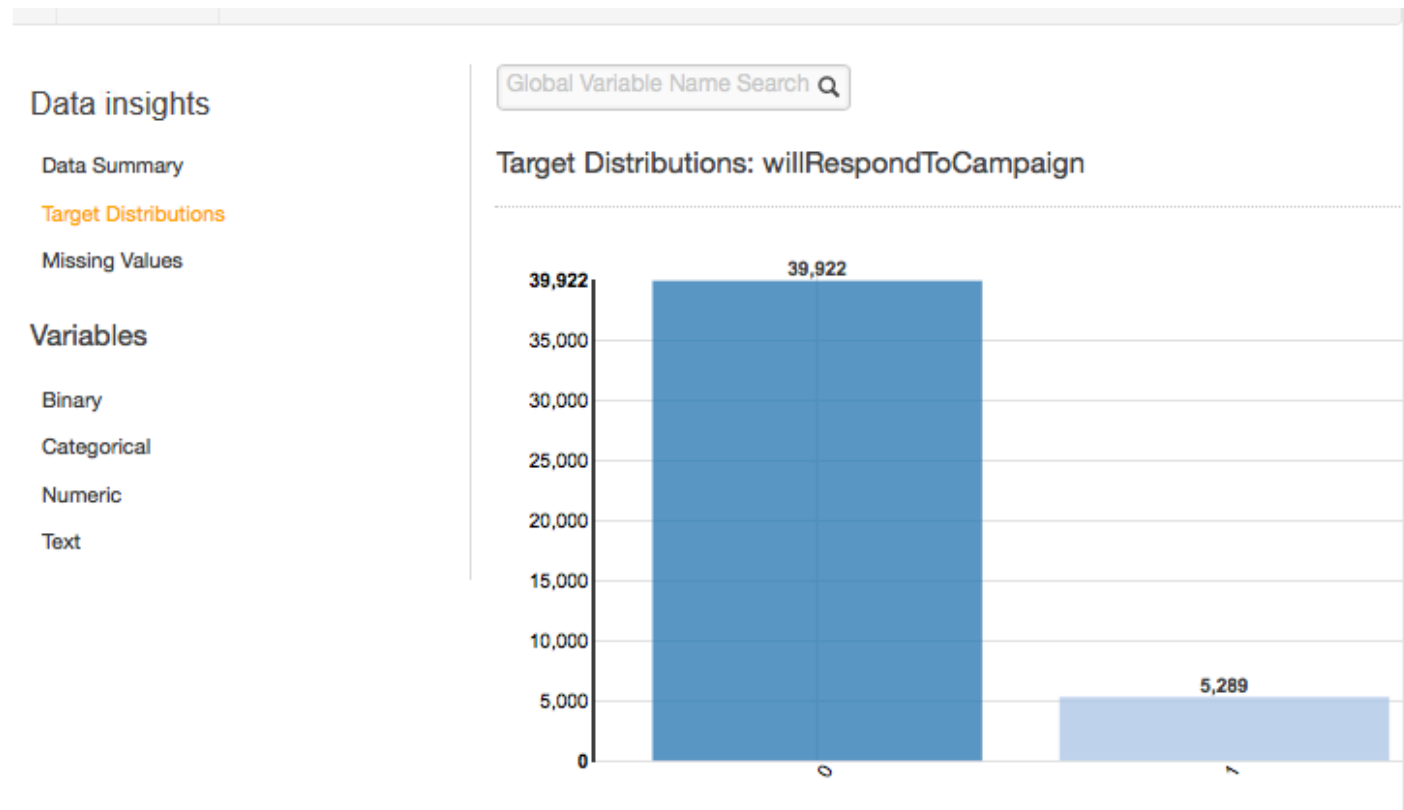 Data insights
Data Summary
Target Distributions
Missing Values
Variables
Binary
Categorical
Numeric
Text
Global Variable Name Search
Target Distributions: willRespondToCampaign
39,922
39,922
35,000
30,000
25,000
20,000
15,000
10,000
5,289
5,000
0
0
1